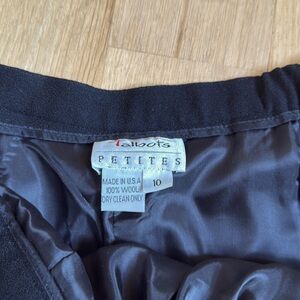 Talbots
PETITES
MADE IN U.S.A
100% WOOL
DRY CLEAN ONLY
10